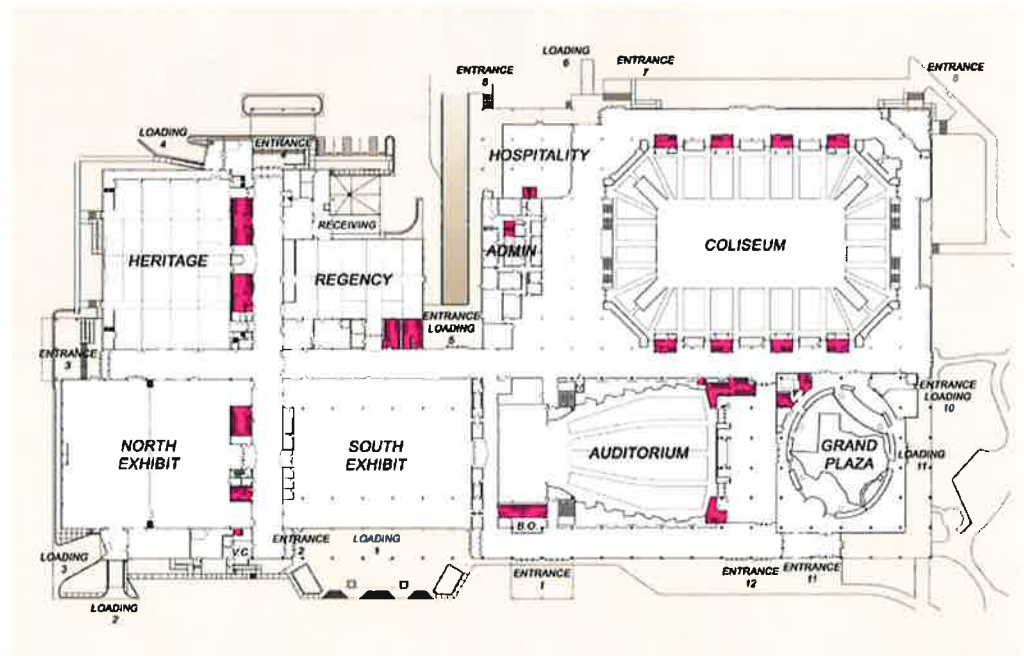 LOADING
6
ENTRANCE
7
ENTRANCE
8
ENTRANCE
8
LOADING
4
ENTRANCE
HOSPITALITY
RECEIVING
HERITAGE
REGENCY
ADMIN
COLISEUM
ENTRANCE
LOADING
5
ENTRANCE
3
ENTRANCE
LOADING
10
NORTH
EXHIBIT
SOUTH
EXHIBIT
AUDITORIUM
GRAND
PLAZA
LOADING
11
B.O.
V.C.
ENTRANCE
2
LOADING
1
LOADING
3
ENTRANCE
1
ENTRANCE
12
ENTRANCE
11
LOADING
2